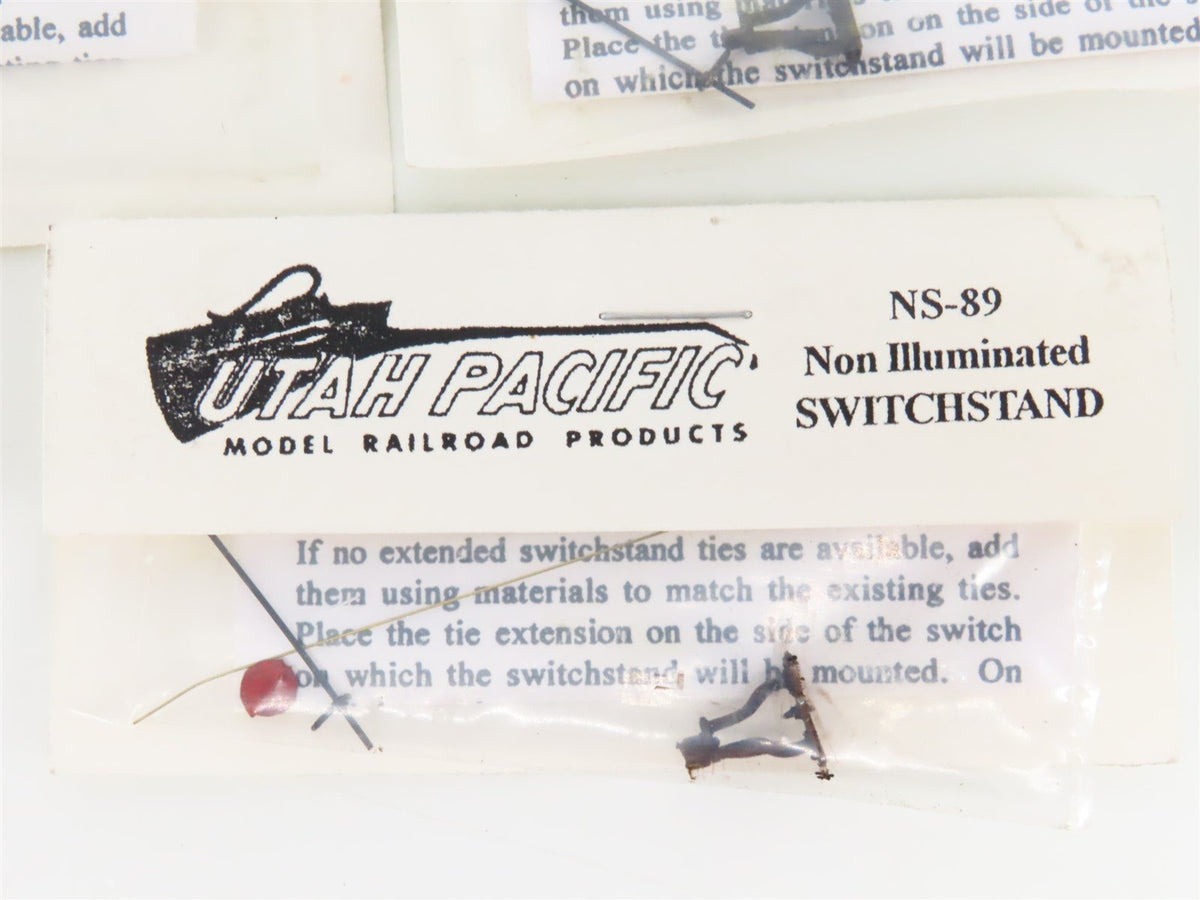 able, add
them using
Place the on on the side of the
on which the switchstand will be mounted
UTAH PACIFIC
MODEL RAILROAD PRODUCTS
NS-89
Non Illuminated
SWITCHSTAND
If no extended switchstand ties are available, add
them using materials to match the existing ties.
Place the tie extension on the side of the switch
on which the switchstand will be mounted. On